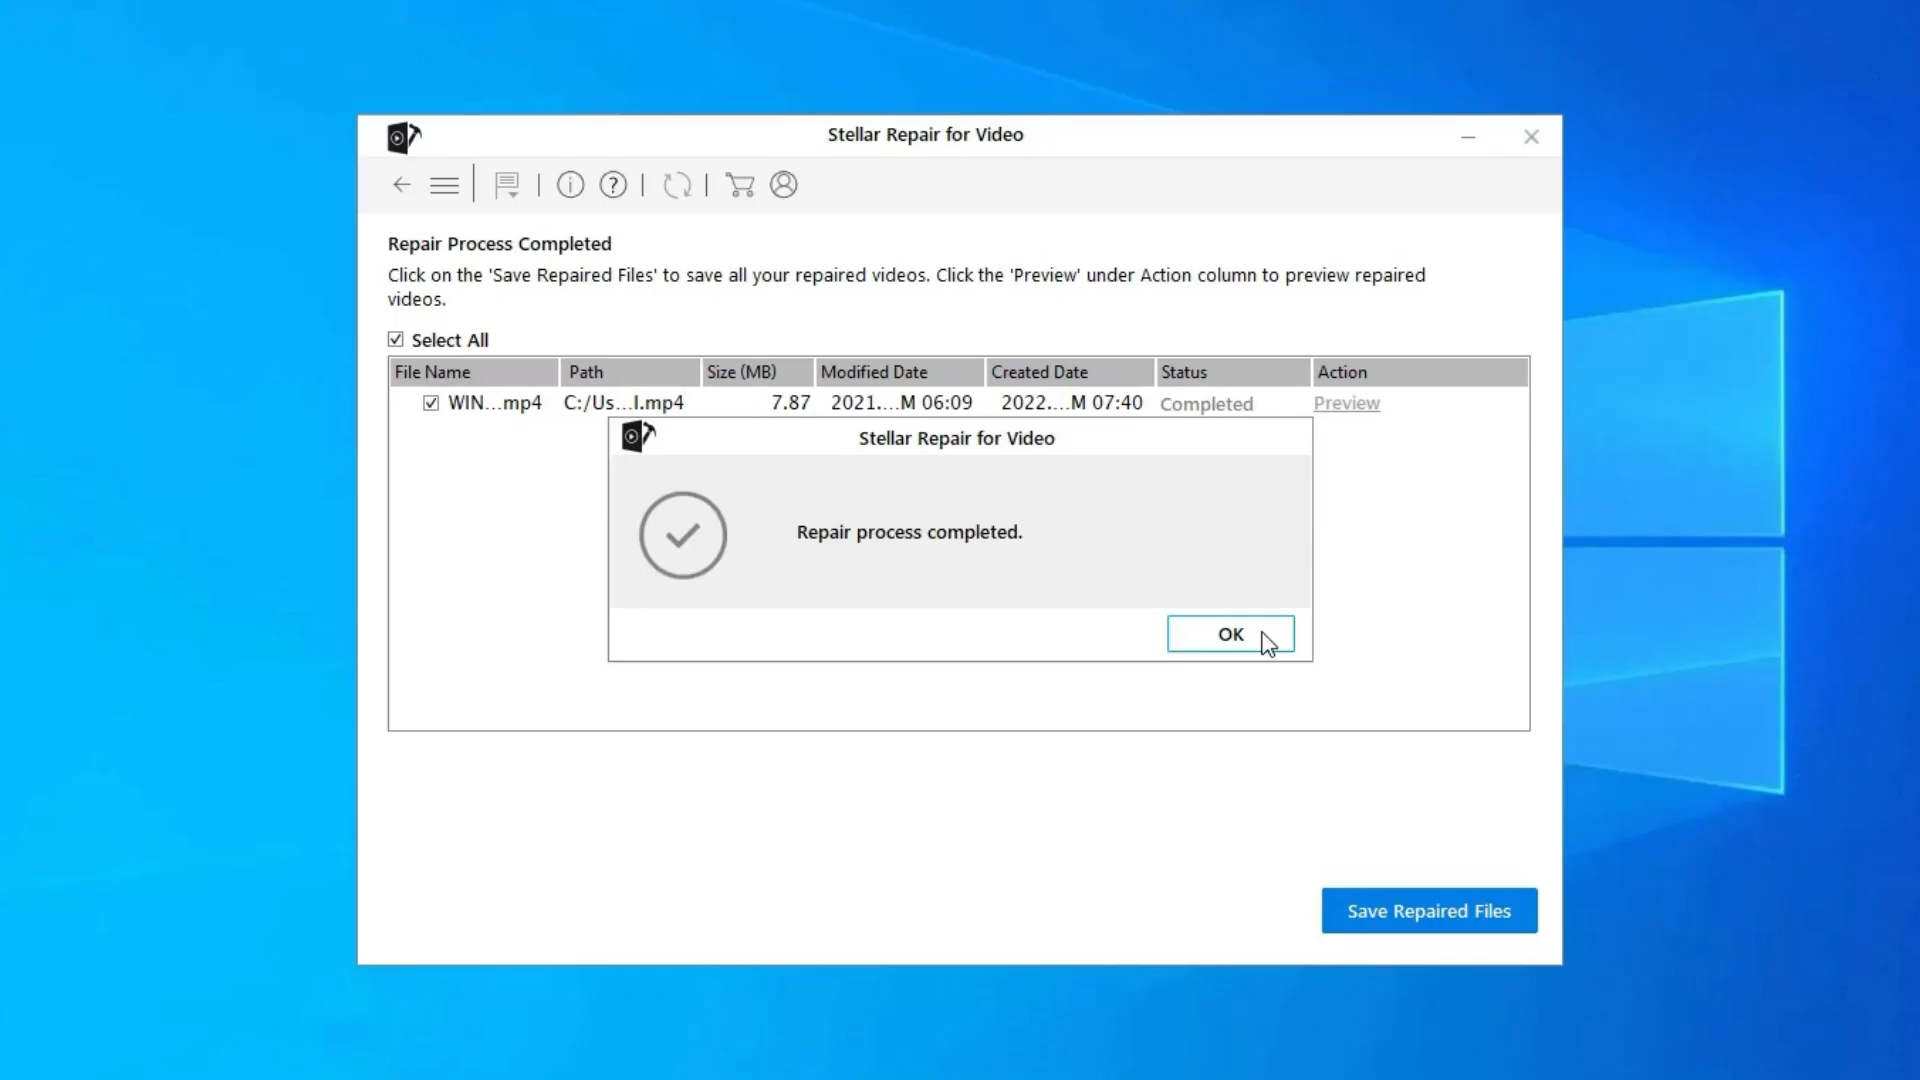 Stellar Repair for Video
Repair Process Completed
Click on the 'Save Repaired Files' to save all your repaired videos. Click the 'Preview' under Action column to preview repaired
videos.
Select All
File Name Path Size (MB) Modified Date Created Date Status Action
WIN...mp4 C:/Us...I.mp4 7.87 2021....M 06:09 2022....M 07:40 Completed Preview
Stellar Repair for Video
Repair process completed.
OK
Save Repaired Files